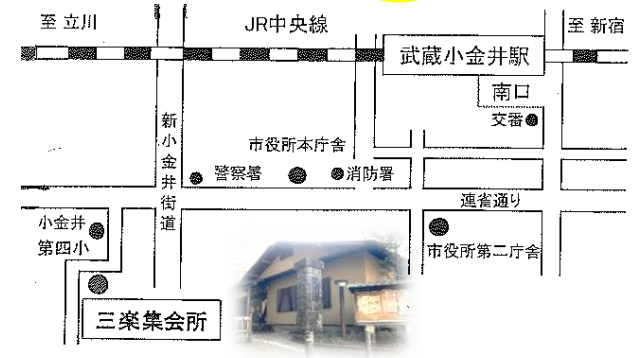 至 立川
JR中央線
至 新宿
武蔵小金井駅
南口
交番
新小金井街道
市役所本庁舎
警察署
消防署
連雀通り
小金井
第四小
市役所第二庁舎
三楽集会所